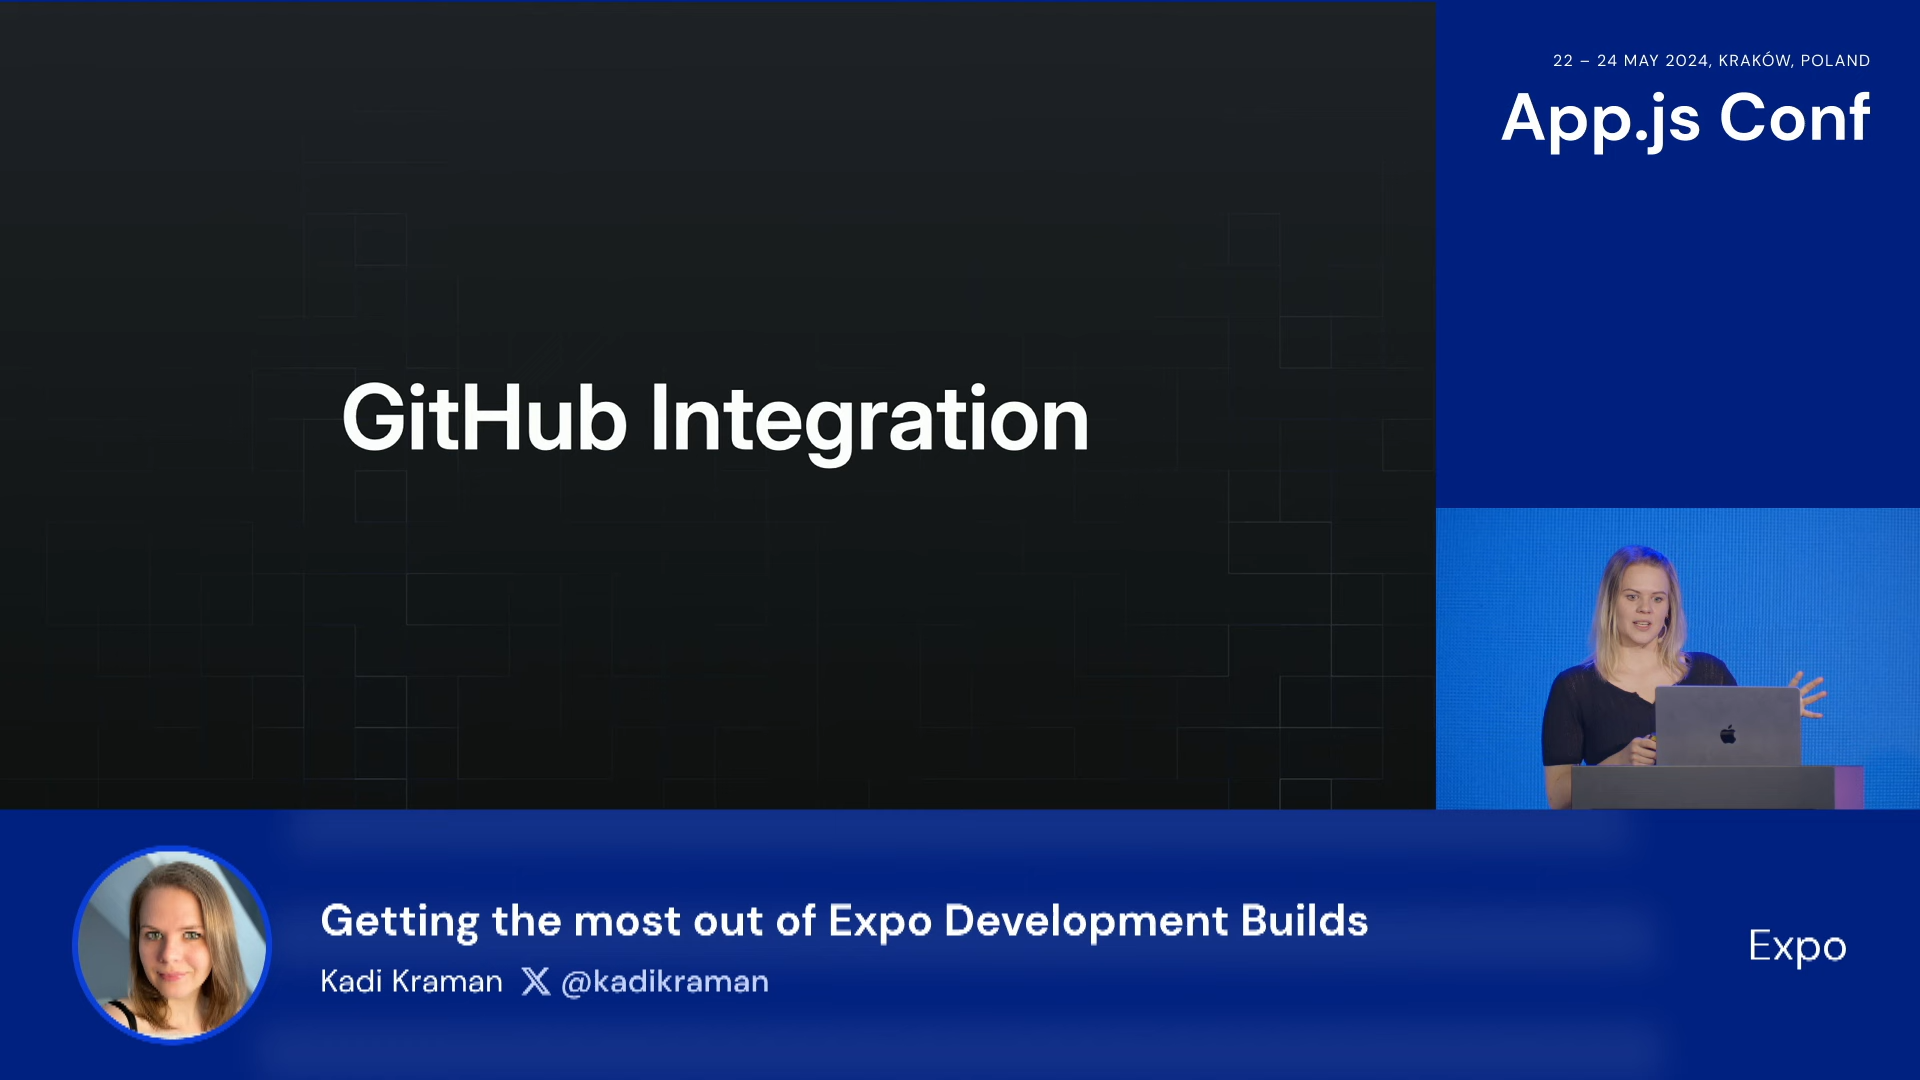 GitHub Integration
22 – 24 MAY 2024, KRAKÓW, POLAND
App.js Conf
Getting the most out of Expo Development Builds
Kadi Kraman X @kadikraman
Expo